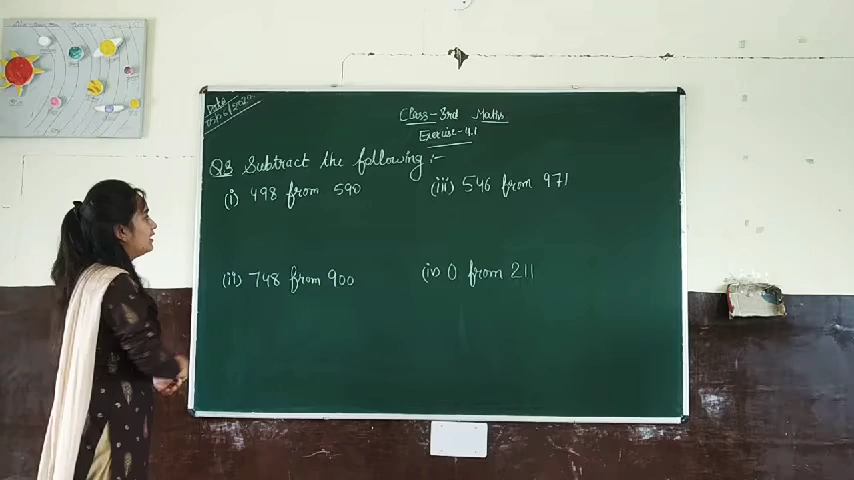 Class-3rd Maths
Exercise-4.1
Q3 Subtract the following :-
(i) 498 from 590
(iii) 546 from 971
(ii) 748 from 900
(iv) 0 from 211